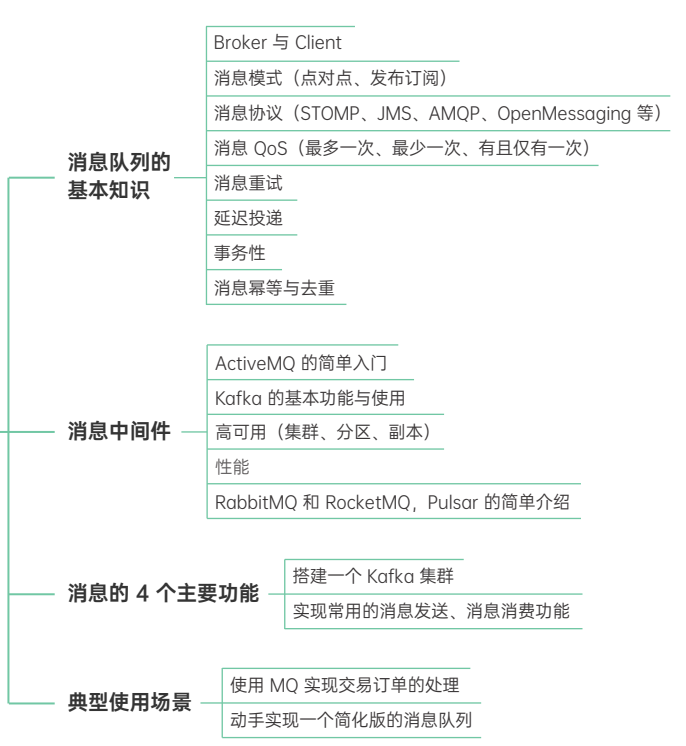 消息队列的
基本知识
Broker 与 Client
消息模式（点对点、发布订阅）
消息协议（STOMP、JMS、AMQP、OpenMessaging 等）
消息 QoS（最多一次、最少一次、有且仅有一次）
消息重试
延迟投递
事务性
消息幂等与去重
消息中间件
ActiveMQ 的简单入门
Kafka 的基本功能与使用
高可用（集群、分区、副本）
性能
RabbitMQ 和 RocketMQ，Pulsar 的简单介绍
消息的 4 个主要功能
搭建一个 Kafka 集群
实现常用的消息发送、消息消费功能
典型使用场景
使用 MQ 实现交易订单的处理
动手实现一个简化版的消息队列